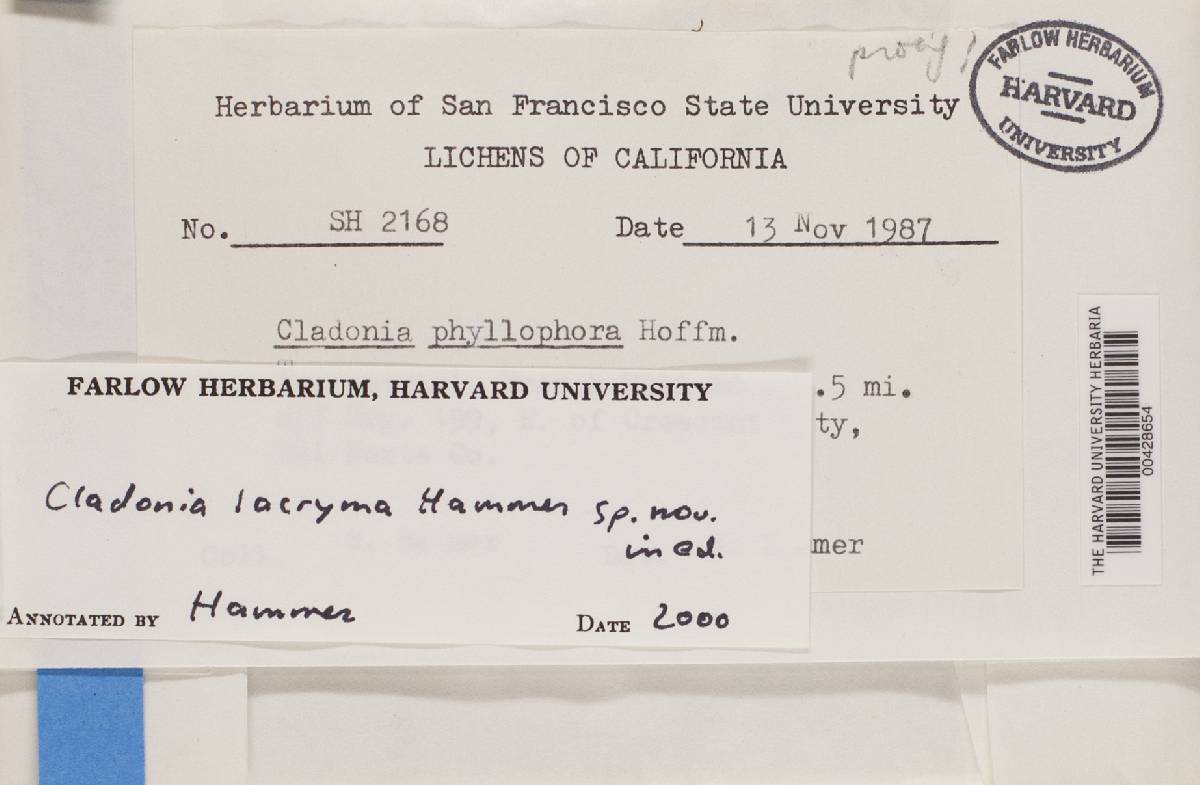 FARLOW HERBARIUM
HARVARD
UNIVERSITY
Herbarium of San Francisco State University
LICHENS OF CALIFORNIA
No. SH 2168 Date 13 Nov 1987
Cladonia phyllophora Hoffm.
.5 mi.
ty,
mer
FARLOW HERBARIUM, HARVARD UNIVERSITY
Cladonia lacryma Hammer sp. nov.
in ed.
ANNOTATED BY Hammer DATE 2000
THE HARVARD UNIVERSITY HERBARIA
00428654